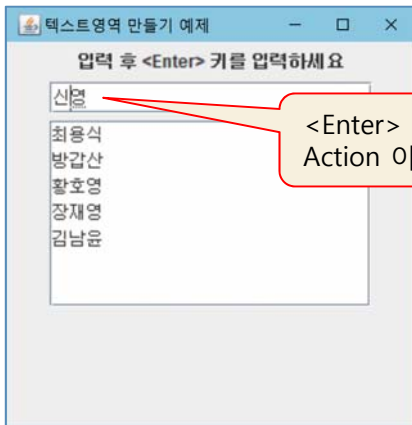 텍스트영역 만들기 예제
입력 후 <Enter> 키를 입력하세요
신영
<Enter>
Action 이
최용식
방갑산
황호영
장재영
김남윤